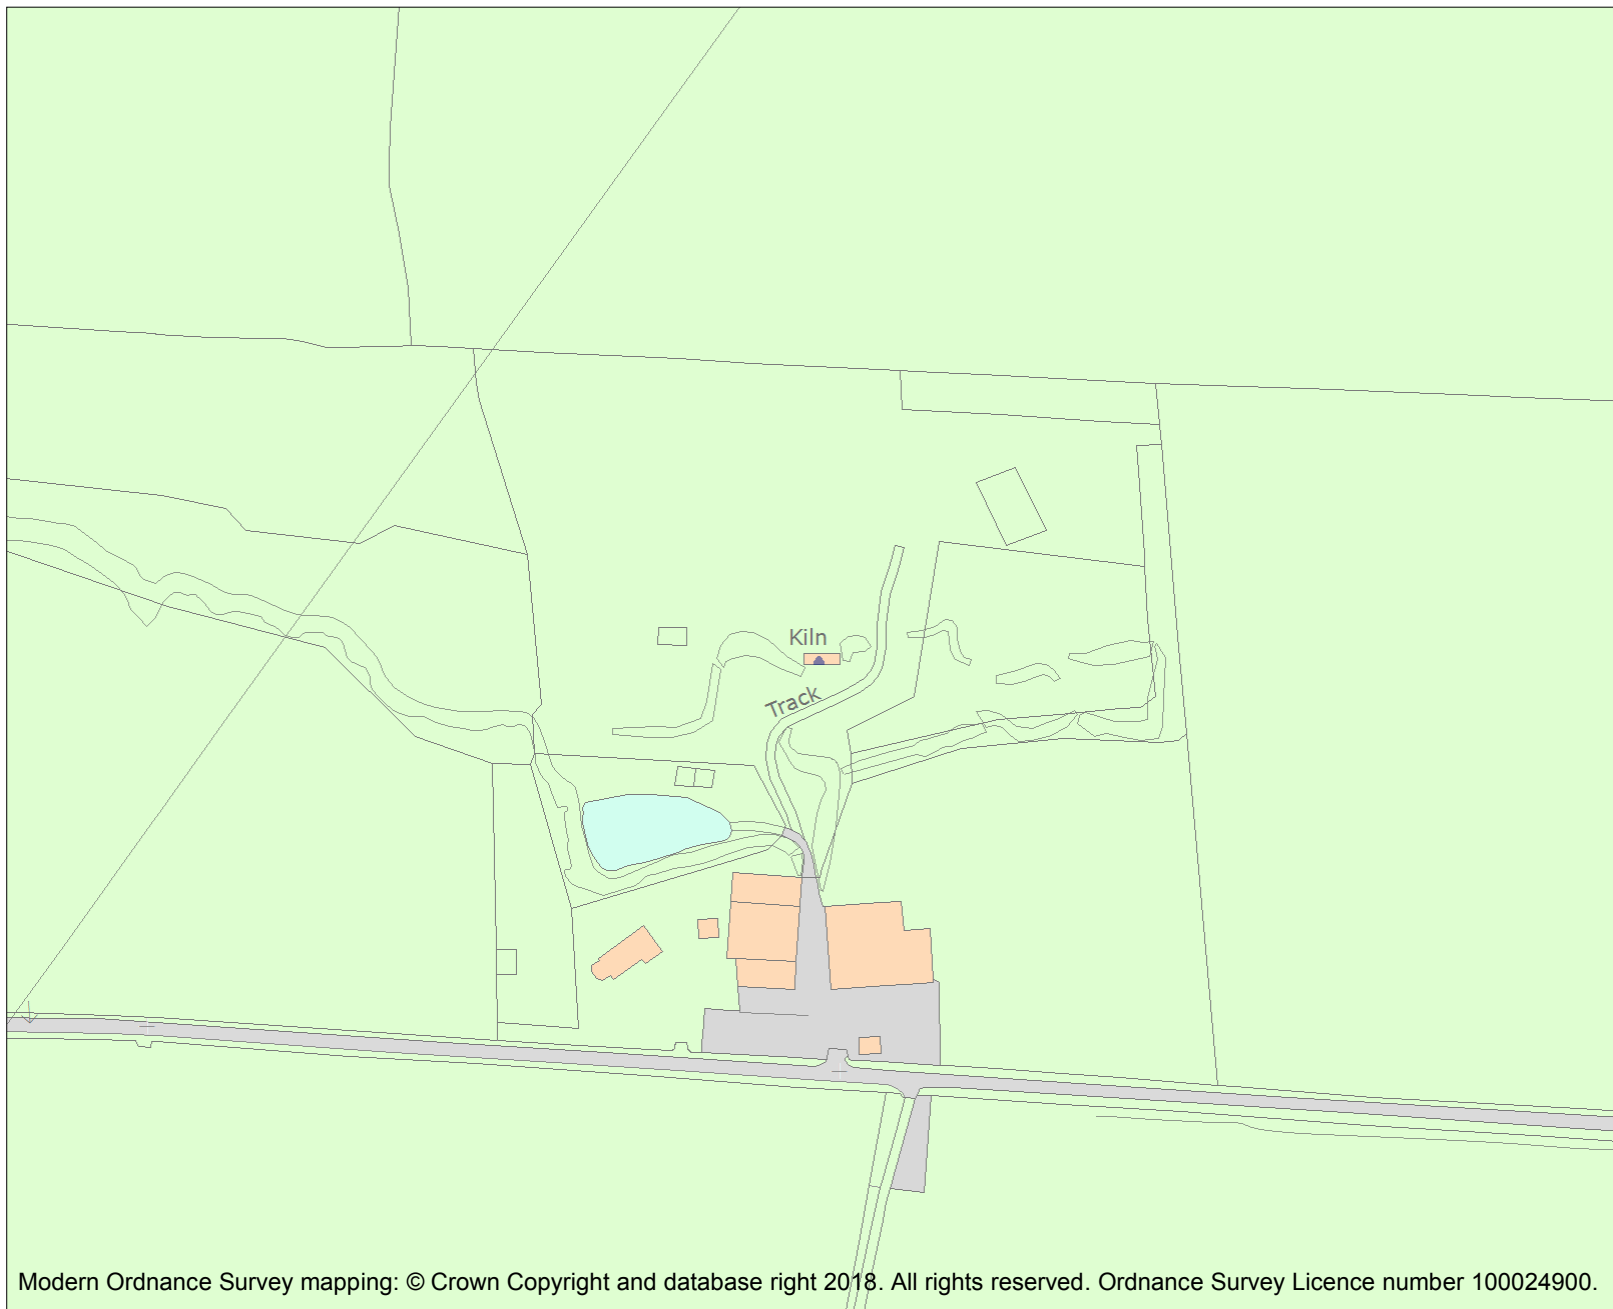 Kiln
Track
Modern Ordnance Survey mapping: © Crown Copyright and database right 2018. All rights reserved. Ordnance Survey Licence number 100024900.